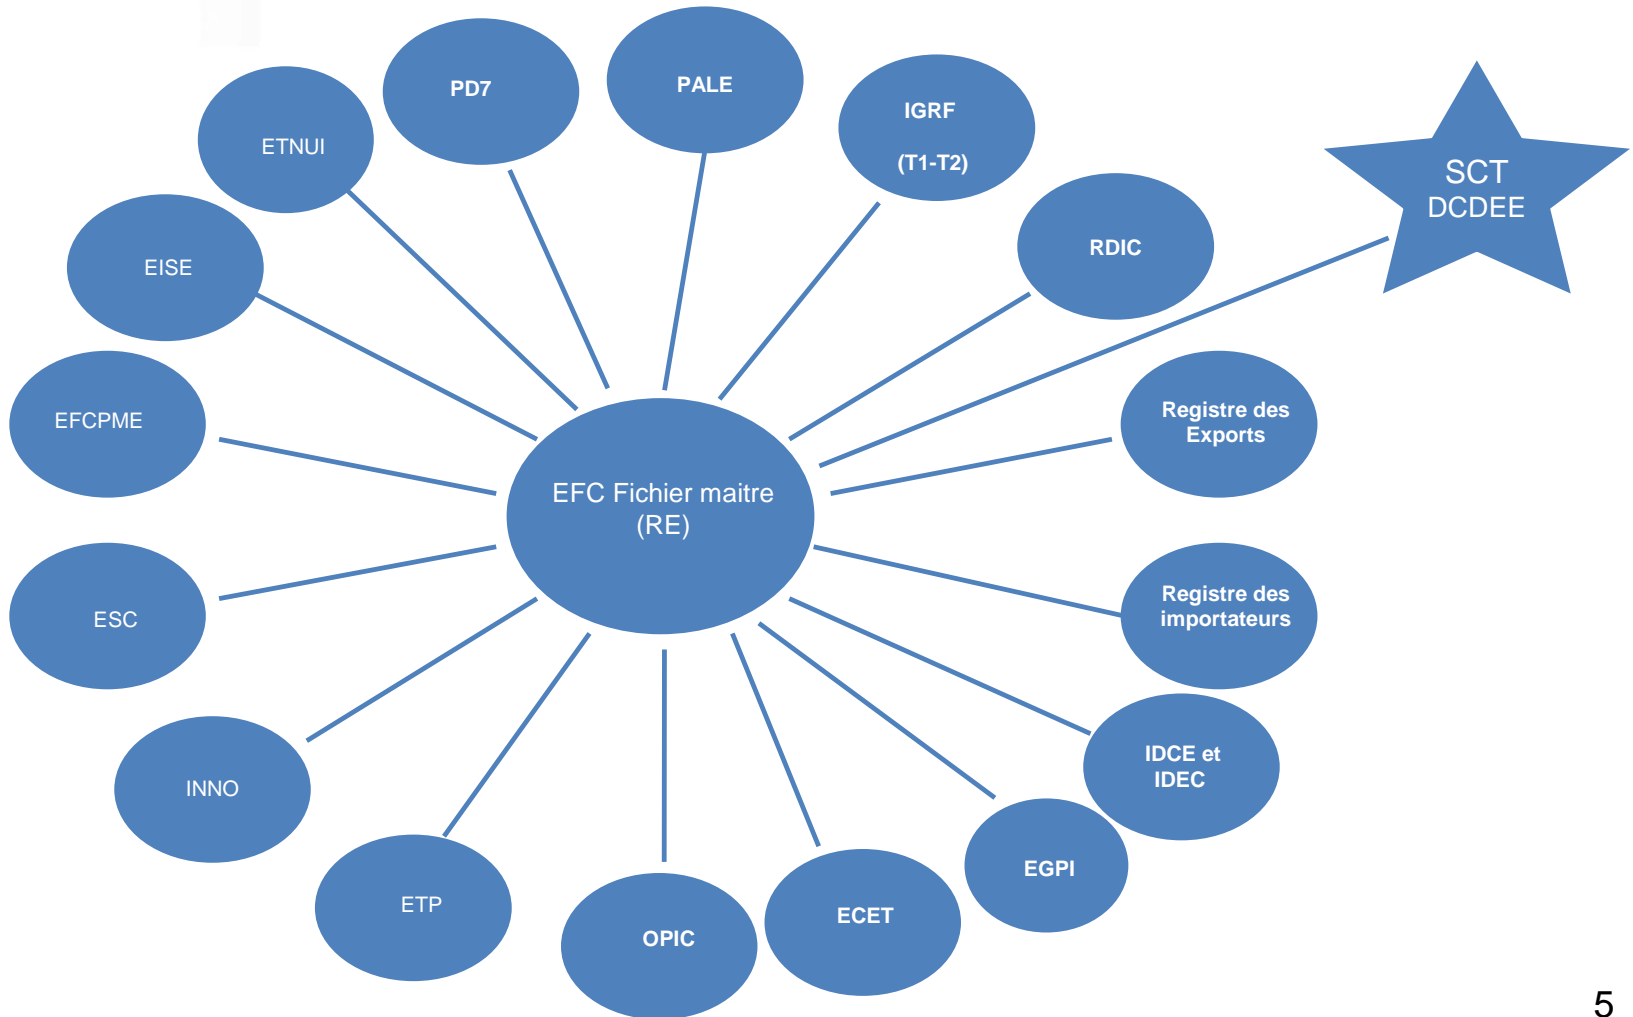 PD7
PALE
IGRF
(T1-T2)
ETNUI
SCT
DCDEE
EISE
RDIC
EFCPME
Registre des
Exports
EFC Fichier maitre
(RE)
ESC
Registre des
importateurs
INNO
IDCE et
IDEC
EGPI
ETP
ECET
OPIC
5